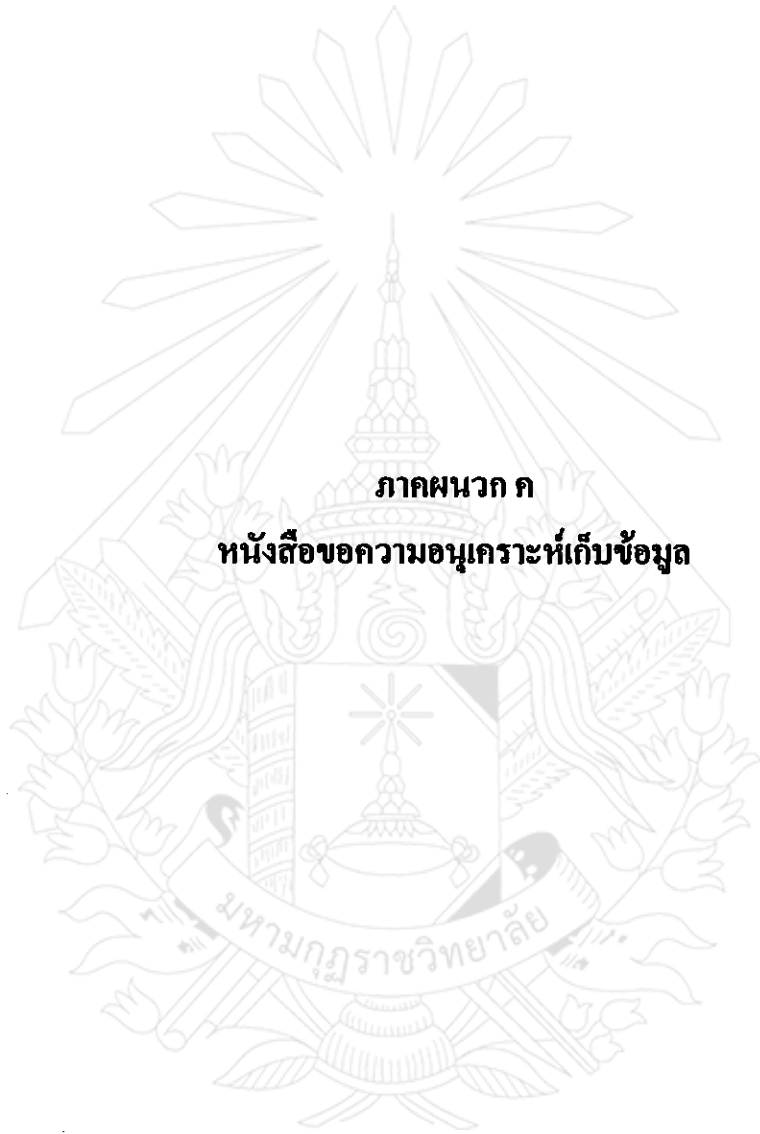 ภาคผนวก ค
หนังสือขอความอนุเคราะห์เก็บข้อมูล
มหามกุฏราชวิทยาลัย